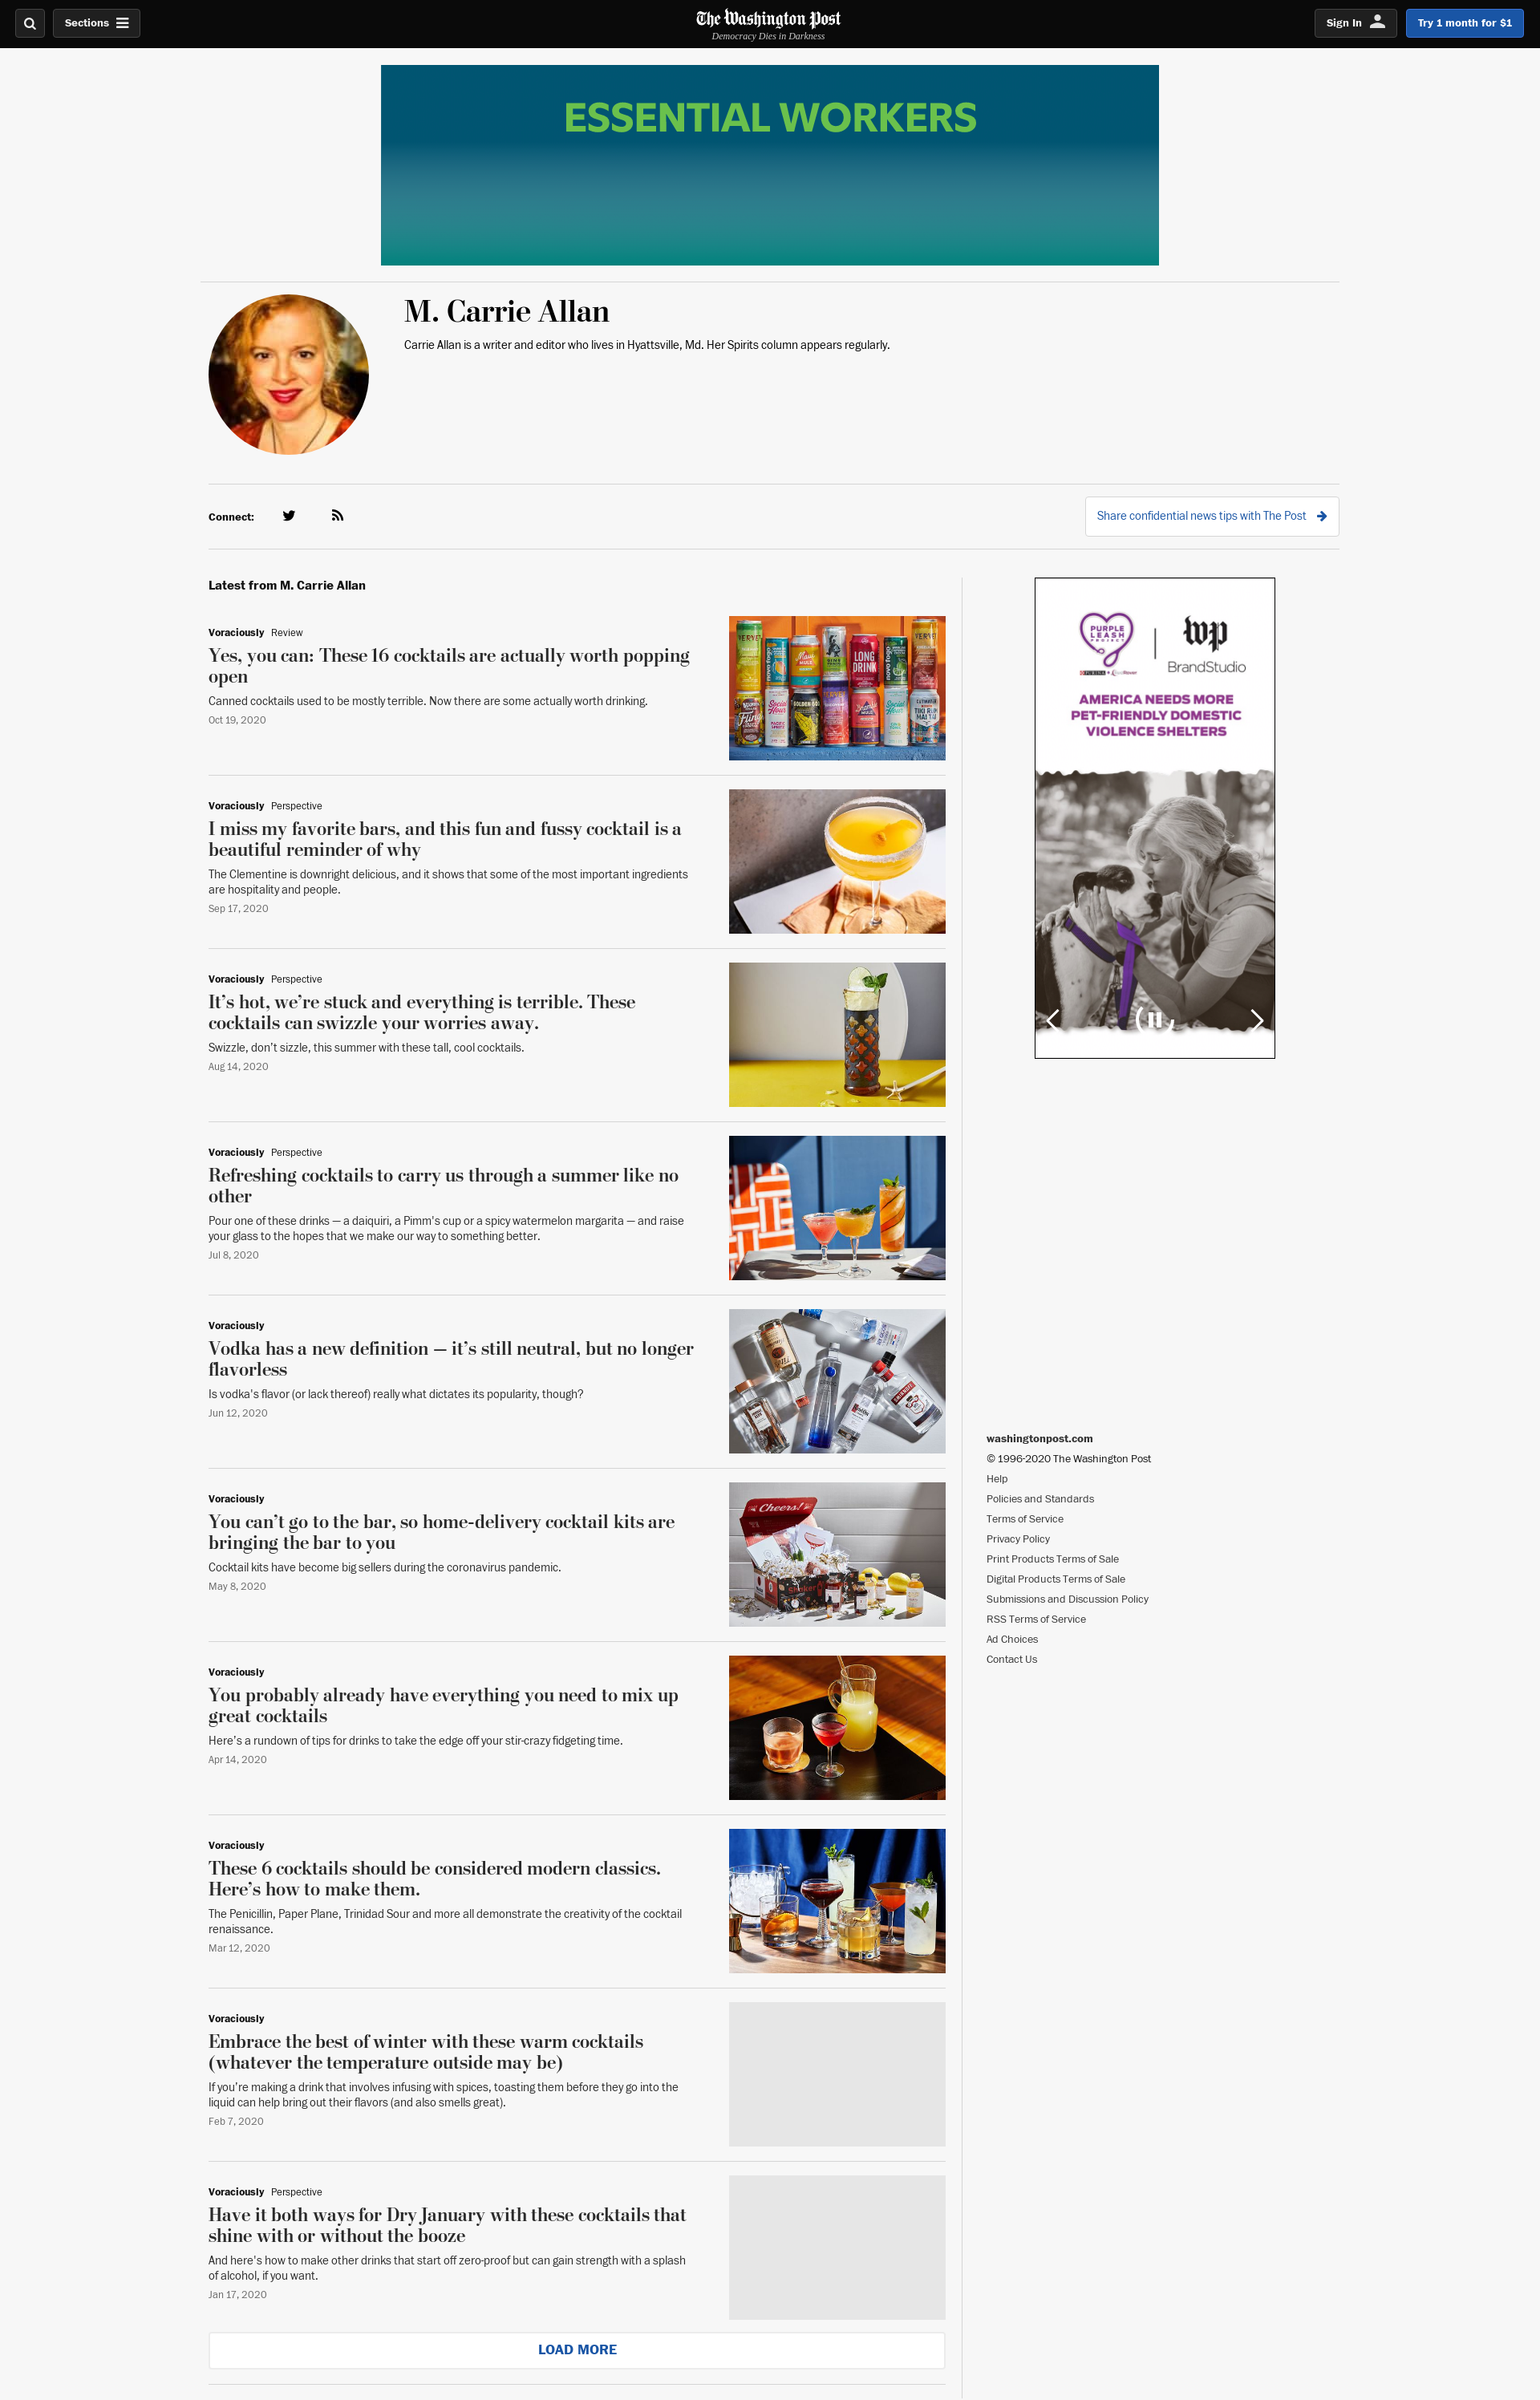 Sections
The Washington Post
Democracy Dies in Darkness
Sign In
Try 1 month for $1
ESSENTIAL WORKERS
M. Carrie Allan
Carrie Allan is a writer and editor who lives in Hyattsville, Md. Her Spirits column appears regularly.
Connect:
Share confidential news tips with The Post
Latest from M. Carrie Allan
Voraciously Review
Yes, you can: These 16 cocktails are actually worth popping
open
Canned cocktails used to be mostly terrible. Now there are some actually worth drinking.
Oct 19, 2020
LONG
DRINK
PURPLE
LEASH
PROJECT
wp
BrandStudio
AMERICA NEEDS MORE
PET-FRIENDLY DOMESTIC
VIOLENCE SHELTERS
Voraciously Perspective
I miss my favorite bars, and this fun and fussy cocktail is a
beautiful reminder of why
The Clementine is downright delicious, and it shows that some of the most important ingredients
are hospitality and people.
Sep 17, 2020
Voraciously Perspective
It’s hot, we’re stuck and everything is terrible. These
cocktails can swizzle your worries away.
Swizzle, don’t sizzle, this summer with these tall, cool cocktails.
Aug 14, 2020
Voraciously Perspective
Refreshing cocktails to carry us through a summer like no
other
Pour one of these drinks — a daiquiri, a Pimm's cup or a spicy watermelon margarita — and raise
your glass to the hopes that we make our way to something better.
Jul 8, 2020
Voraciously
Vodka has a new definition — it’s still neutral, but no longer
flavorless
Is vodka's flavor (or lack thereof) really what dictates its popularity, though?
Jun 12, 2020
Voraciously
You can’t go to the bar, so home-delivery cocktail kits are
bringing the bar to you
Cocktail kits have become big sellers during the coronavirus pandemic.
May 8, 2020
Cheers!
Voraciously
You probably already have everything you need to mix up
great cocktails
Here’s a rundown of tips for drinks to take the edge off your stir-crazy fidgeting time.
Apr 14, 2020
Voraciously
These 6 cocktails should be considered modern classics.
Here’s how to make them.
The Penicillin, Paper Plane, Trinidad Sour and more all demonstrate the creativity of the cocktail
renaissance.
Mar 12, 2020
Voraciously
Embrace the best of winter with these warm cocktails
(whatever the temperature outside may be)
If you’re making a drink that involves infusing with spices, toasting them before they go into the
liquid can help bring out their flavors (and also smells great).
Feb 7, 2020
Voraciously Perspective
Have it both ways for Dry January with these cocktails that
shine with or without the booze
And here's how to make other drinks that start off zero-proof but can gain strength with a splash
of alcohol, if you want.
Jan 17, 2020
LOAD MORE
washingtonpost.com
© 1996-2020 The Washington Post
Help
Policies and Standards
Terms of Service
Privacy Policy
Print Products Terms of Sale
Digital Products Terms of Sale
Submissions and Discussion Policy
RSS Terms of Service
Ad Choices
Contact Us